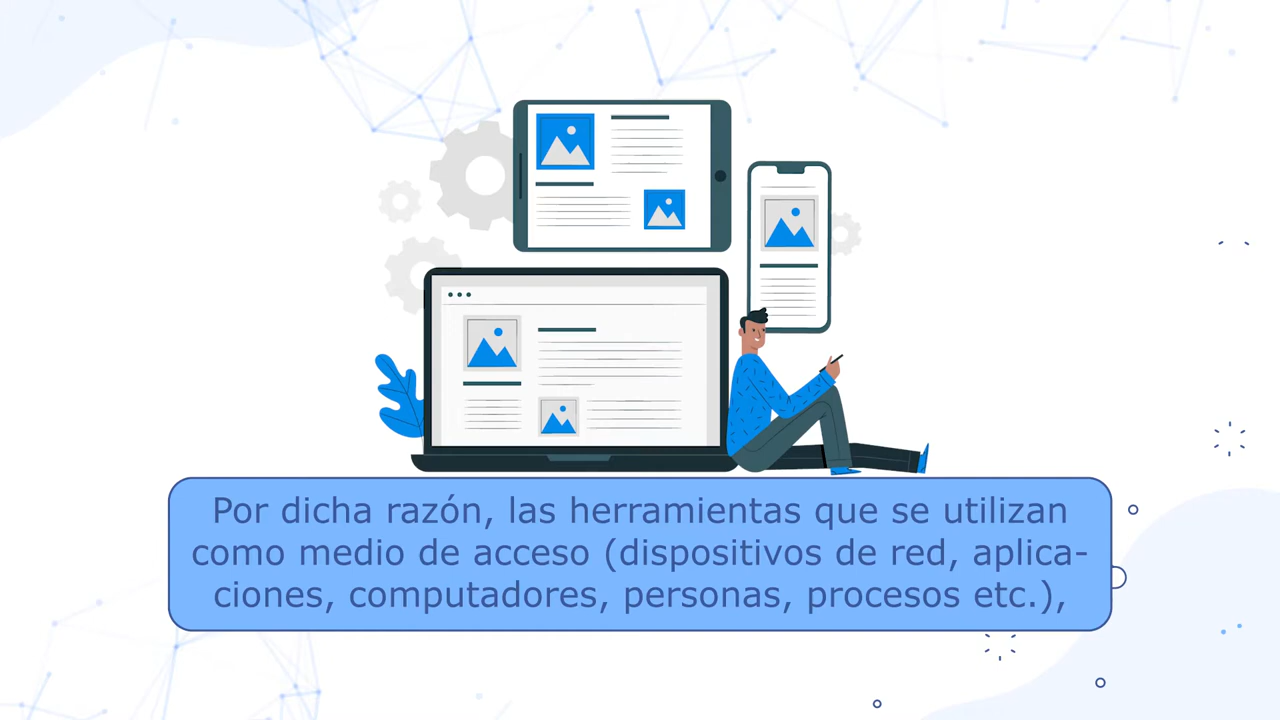 Por dicha razón, las herramientas que se utilizan
como medio de acceso (dispositivos de red, aplica-
ciones, computadores, personas, procesos etc.),